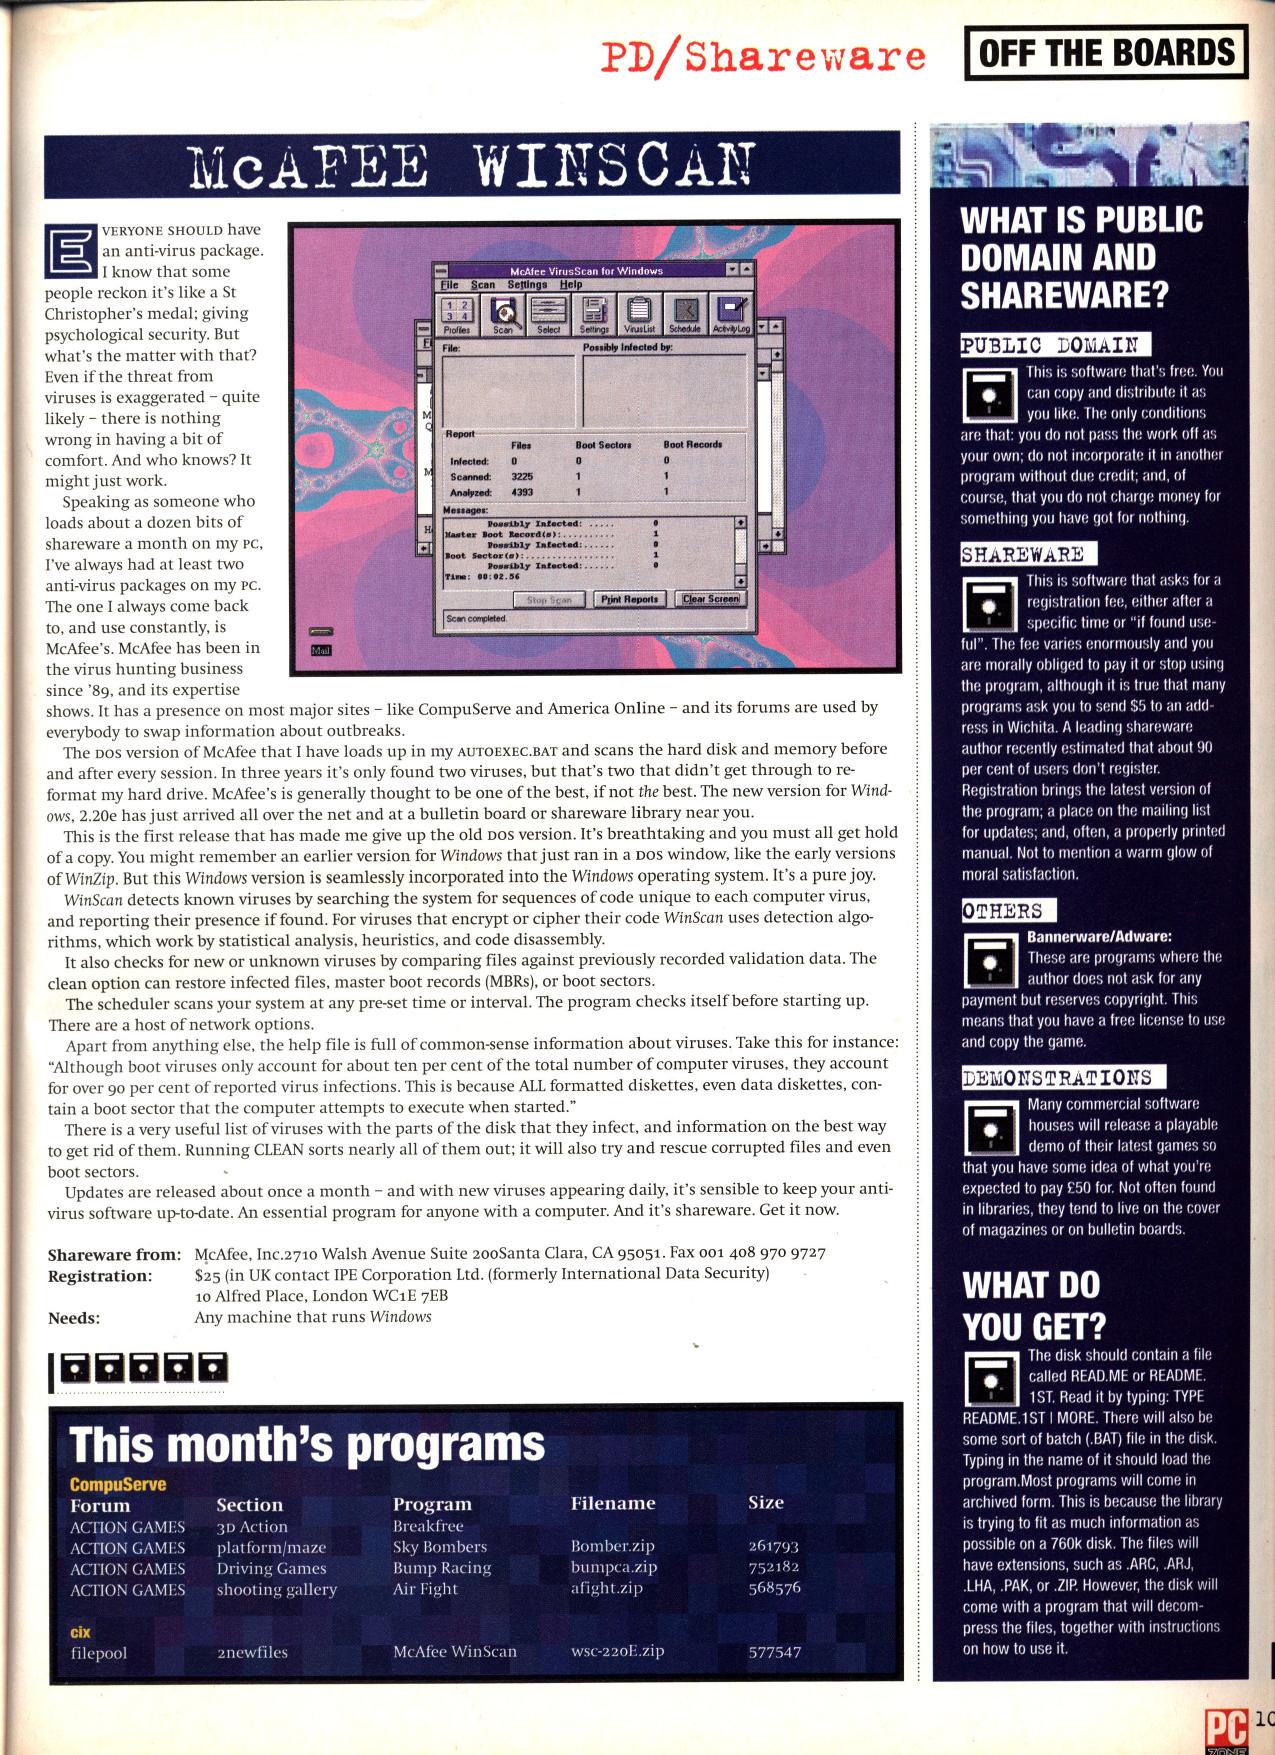 PD/Shareware
OFF THE BOARDS
McAFEE WINSCAN
EVERYONE SHOULD have
an anti-virus package.
I know that some
people reckon it's like a St
Christopher's medal; giving
psychological security. But
what's the matter with that?
Even if the threat from
viruses is exaggerated – quite
likely – there is nothing
wrong in having a bit of
comfort. And who knows? It
might just work.
Speaking as someone who
loads about a dozen bits of
shareware a month on my PC,
I've always had at least two
anti-virus packages on my PC.
The one I always come back
to, and use constantly, is
McAfee's. McAfee has been in
the virus hunting business
since '89, and its expertise
shows. It has a presence on most major sites – like CompuServe and America Online – and its forums are used by
everybody to swap information about outbreaks.
The DOS version of McAfee that I have loads up in my AUTOEXEC.BAT and scans the hard disk and memory before
and after every session. In three years it's only found two viruses, but that's two that didn't get through to re-
format my hard drive. McAfee's is generally thought to be one of the best, if not the best. The new version for Wind-
ows, 2.20e has just arrived all over the net and at a bulletin board or shareware library near you.
This is the first release that has made me give up the old DOS version. It's breathtaking and you must all get hold
of a copy. You might remember an earlier version for Windows that just ran in a DOS window, like the early versions
of WinZip. But this Windows version is seamlessly incorporated into the Windows operating system. It's a pure joy.
WinScan detects known viruses by searching the system for sequences of code unique to each computer virus,
and reporting their presence if found. For viruses that encrypt or cipher their code WinScan uses detection algo-
rithms, which work by statistical analysis, heuristics, and code disassembly.
It also checks for new or unknown viruses by comparing files against previously recorded validation data. The
clean option can restore infected files, master boot records (MBRs), or boot sectors.
The scheduler scans your system at any pre-set time or interval. The program checks itself before starting up.
There are a host of network options.
Apart from anything else, the help file is full of common-sense information about viruses. Take this for instance:
“Although boot viruses only account for about ten per cent of the total number of computer viruses, they account
for over 90 per cent of reported virus infections. This is because ALL formatted diskettes, even data diskettes, con-
tain a boot sector that the computer attempts to execute when started.”
There is a very useful list of viruses with the parts of the disk that they infect, and information on the best way
to get rid of them. Running CLEAN sorts nearly all of them out; it will also try and rescue corrupted files and even
boot sectors.
Updates are released about once a month – and with new viruses appearing daily, it's sensible to keep your anti-
virus software up-to-date. An essential program for anyone with a computer. And it's shareware. Get it now.
Shareware from: McAfee, Inc.2710 Walsh Avenue Suite 200Santa Clara, CA 95051. Fax 001 408 970 9727
Registration: $25 (in UK contact IPE Corporation Ltd. (formerly International Data Security)
10 Alfred Place, London WC1E 7EB
Needs: Any machine that runs Windows
McAfee VirusScan for Windows
File Scan Settings Help
1 2
3 4
Profiles Scan Select Settings VirusList Schedule ActivityLog
File: Possibly Infected by:
Report
Files Boot Sectors Boot Records
Infected: 0 0 0
Scanned: 3225 1 1
Analyzed: 4393 1 1
Messages:
Possibly Infected: ..... 0
Master Boot Record(s):.......... 1
Possibly Infected:...... 0
Boot Sector(s):................. 1
Possibly Infected:...... 0
Time: 00:02.56
Stop Scan Print Reports Clear Screen
Scan completed.
Mail
This month's programs
CompuServe
Forum Section Program Filename Size
ACTION GAMES 3D Action Breakfree
ACTION GAMES platform/maze Sky Bombers Bomber.zip 261793
ACTION GAMES Driving Games Bump Racing bumpca.zip 752182
ACTION GAMES shooting gallery Air Fight afight.zip 568576
cix
filepool 2newfiles McAfee WinScan wsc-220E.zip 577547
WHAT IS PUBLIC
DOMAIN AND
SHAREWARE?
PUBLIC DOMAIN
This is software that's free. You
can copy and distribute it as
you like. The only conditions
are that: you do not pass the work off as
your own; do not incorporate it in another
program without due credit; and, of
course, that you do not charge money for
something you have got for nothing.
SHAREWARE
This is software that asks for a
registration fee, either after a
specific time or “if found use-
ful”. The fee varies enormously and you
are morally obliged to pay it or stop using
the program, although it is true that many
programs ask you to send $5 to an add-
ress in Wichita. A leading shareware
author recently estimated that about 90
per cent of users don't register.
Registration brings the latest version of
the program; a place on the mailing list
for updates; and, often, a properly printed
manual. Not to mention a warm glow of
moral satisfaction.
OTHERS
Bannerware/Adware:
These are programs where the
author does not ask for any
payment but reserves copyright. This
means that you have a free license to use
and copy the game.
DEMONSTRATIONS
Many commercial software
houses will release a playable
demo of their latest games so
that you have some idea of what you're
expected to pay £50 for. Not often found
in libraries, they tend to live on the cover
of magazines or on bulletin boards.
WHAT DO
YOU GET?
The disk should contain a file
called READ.ME or README.
1ST. Read it by typing: TYPE
README.1ST | MORE. There will also be
some sort of batch (.BAT) file in the disk.
Typing in the name of it should load the
program.Most programs will come in
archived form. This is because the library
is trying to fit as much information as
possible on a 760k disk. The files will
have extensions, such as .ARC, .ARJ,
.LHA, .PAK, or .ZIP. However, the disk will
come with a program that will decom-
press the files, together with instructions
on how to use it.
PC
ZONE
10